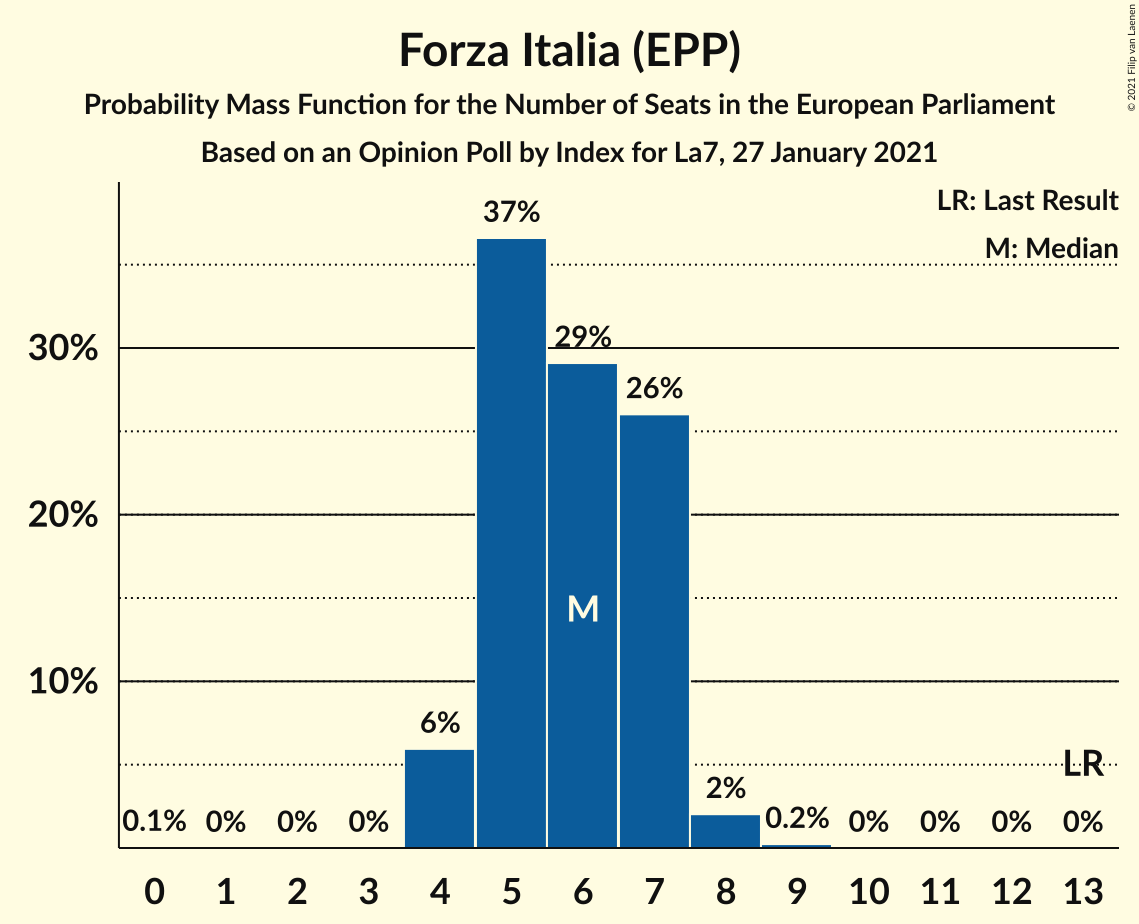 Forza Italia (EPP)
Probability Mass Function for the Number of Seats in the European Parliament
Based on an Opinion Poll by Index for La7, 27 January 2021
© 2021 Filip van Laenen
LR: Last Result
M: Median
37%
29%
26%
6%
2%
0.1% 0% 0% 0% 0.2% 0% 0% 0% 0%
M
LR
30%
20%
10%
0 1 2 3 4 5 6 7 8 9 10 11 12 13